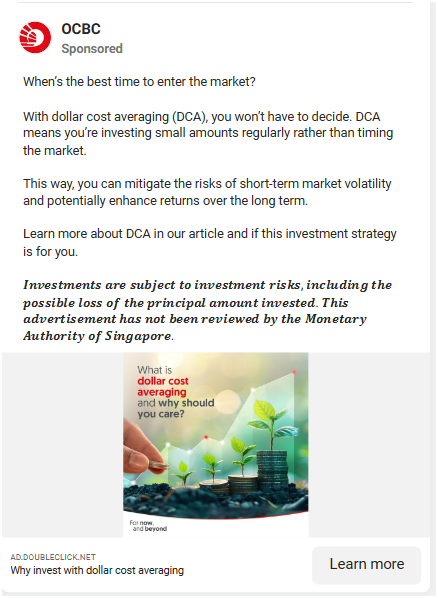 OCBC
Sponsored
When's the best time to enter the market?
With dollar cost averaging (DCA), you won't have to decide. DCA
means you're investing small amounts regularly rather than timing
the market.
This way, you can mitigate the risks of short-term market volatility
and potentially enhance returns over the long term.
Learn more about DCA in our article and if this investment strategy
is for you.
Investments are subject to investment risks, including the
possible loss of the principal amount invested. This
advertisement has not been reviewed by the Monetary
Authority of Singapore.
What is
dollar cost
averaging
and why should
you care?
For now,
and beyond
AD.DOUBLECLICK.NET
Why invest with dollar cost averaging
Learn more